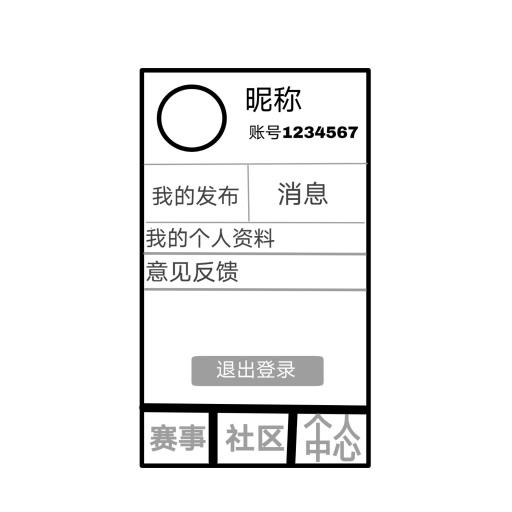 昵称
账号1234567
我的发布
消息
我的个人资料
意见反馈
退出登录
赛事
社区
个人
中心